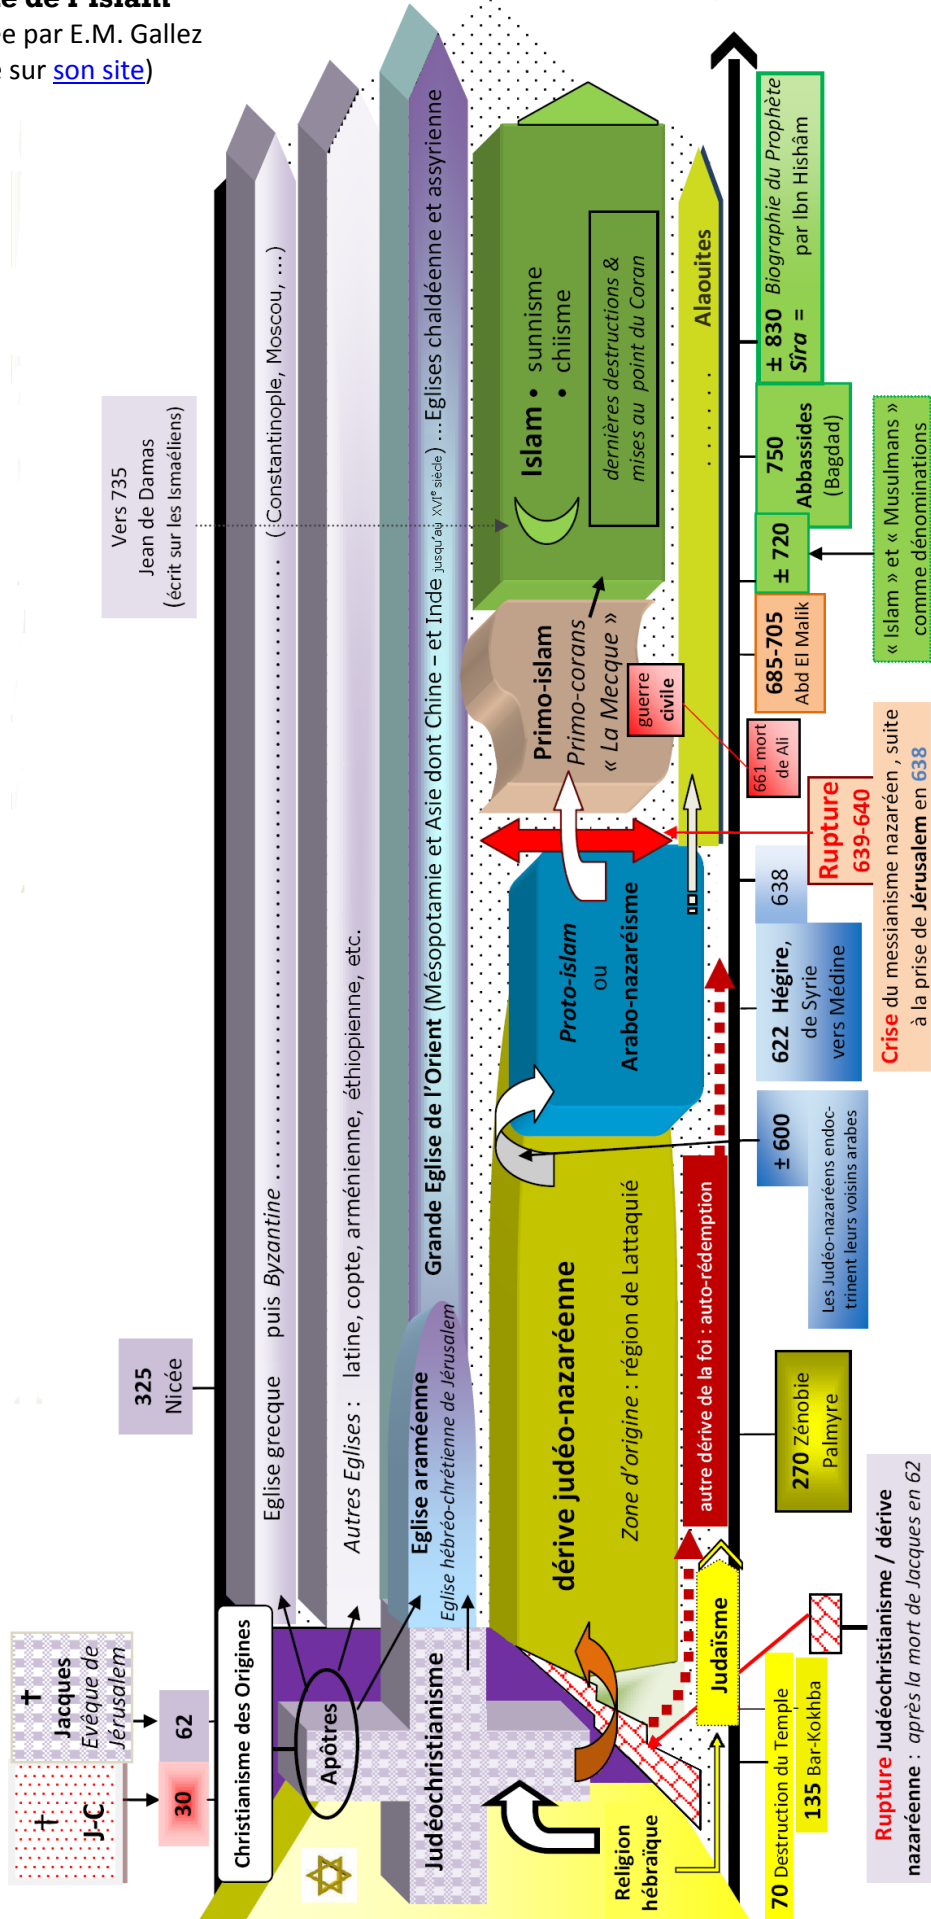 e de l'Islam
ée par E.M. Gallez
e sur son site)
J-C
Jacques
Evêque de
Jérusalem
30
62
325
Nicée
Vers 735
Jean de Damas
(écrit sur les Ismaéliens)
Christianisme des Origines
Apôtres
Judéochristianisme
Religion
hébraïque
Eglise grecque puis Byzantine .......... (Constantinople, Moscou, ...)
Autres Eglises : latine, copte, arménienne, éthiopienne, etc.
Eglise araméenne
Eglise hébréo-chrétienne de Jérusalem
Grande Eglise de l'Orient (Mésopotamie et Asie dont Chine – et Inde jusqu'au XVIe siècle) ...Eglises chaldéenne et assyrienne
dérive judéo-nazaréenne
Zone d'origine : région de Lattaquié
Proto-islam
ou
Arabo-nazaréisme
Primo-islam
Primo-corans
« La Mecque »
guerre
civile
Islam • sunnisme
• chiisme
dernières destructions &
mises au point du Coran
Judaïsme
autre dérive de la foi : auto-rédemption
...... Alaouites
70 Destruction du Temple
135 Bar-Kokhba
270 Zénobie
Palmyre
± 600
Les Judéo-nazaréens endoc-
trinent leurs voisins arabes
622 Hégire,
de Syrie
vers Médine
638
Rupture
639-640
661 mort
de Ali
685-705
Abd El Malik
± 720
750
Abbassides
(Bagdad)
± 830 Biographie du Prophète
Sîra = par Ibn Hishâm
Rupture Judéochristianisme / dérive
nazaréenne : après la mort de Jacques en 62
Crise du messianisme nazaréen , suite
à la prise de Jérusalem en 638
« Islam » et « Musulmans »
comme dénominations